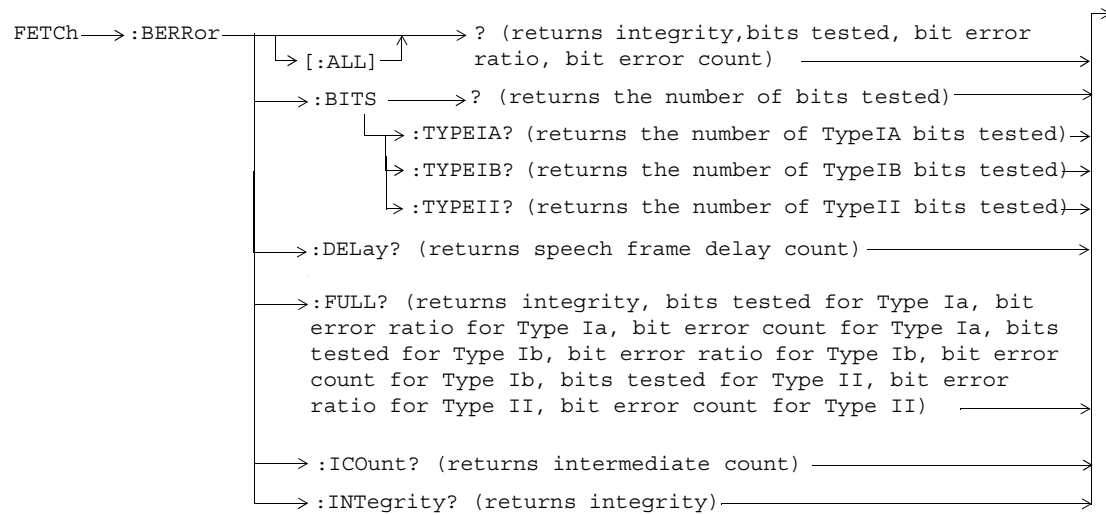 FETCh :BERRor ? (returns integrity,bits tested, bit error
[:ALL] ratio, bit error count)
:BITS ? (returns the number of bits tested)
:TYPEIA? (returns the number of TypeIA bits tested)
:TYPEIB? (returns the number of TypeIB bits tested)
:TYPEII? (returns the number of TypeII bits tested)
:DELay? (returns speech frame delay count)
:FULL? (returns integrity, bits tested for Type Ia, bit
error ratio for Type Ia, bit error count for Type Ia, bits
tested for Type Ib, bit error ratio for Type Ib, bit error
count for Type Ib, bits tested for Type II, bit error
ratio for Type II, bit error count for Type II)
:ICOunt? (returns intermediate count)
:INTegrity? (returns integrity)